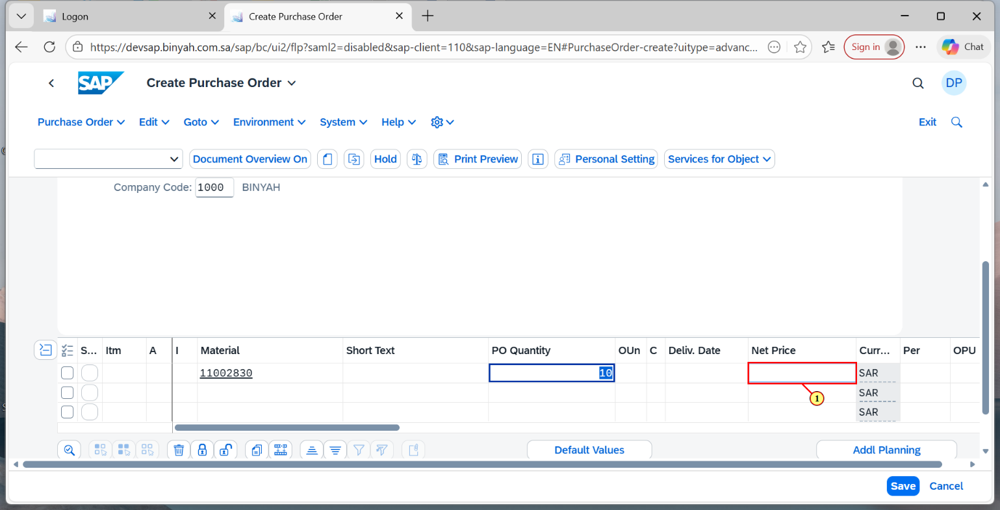 Logon
Create Purchase Order
https://devsap.binyah.com.sa/sap/bc/ui2/flp?saml2=disabled&sap-client=110&sap-language=EN#PurchaseOrder-create?uitype=advanc...
Sign in
Chat
SAP
Create Purchase Order
DP
Purchase Order
Edit
Goto
Environment
System
Help
Exit
Document Overview On
Hold
Print Preview
Personal Setting
Services for Object
Company Code: 1000 BINYAH
S... Itm A I Material Short Text PO Quantity OUn C Deliv. Date Net Price Curr... Per OPU
11002830 10 SAR
1
SAR
SAR
Default Values
Addl Planning
Save
Cancel